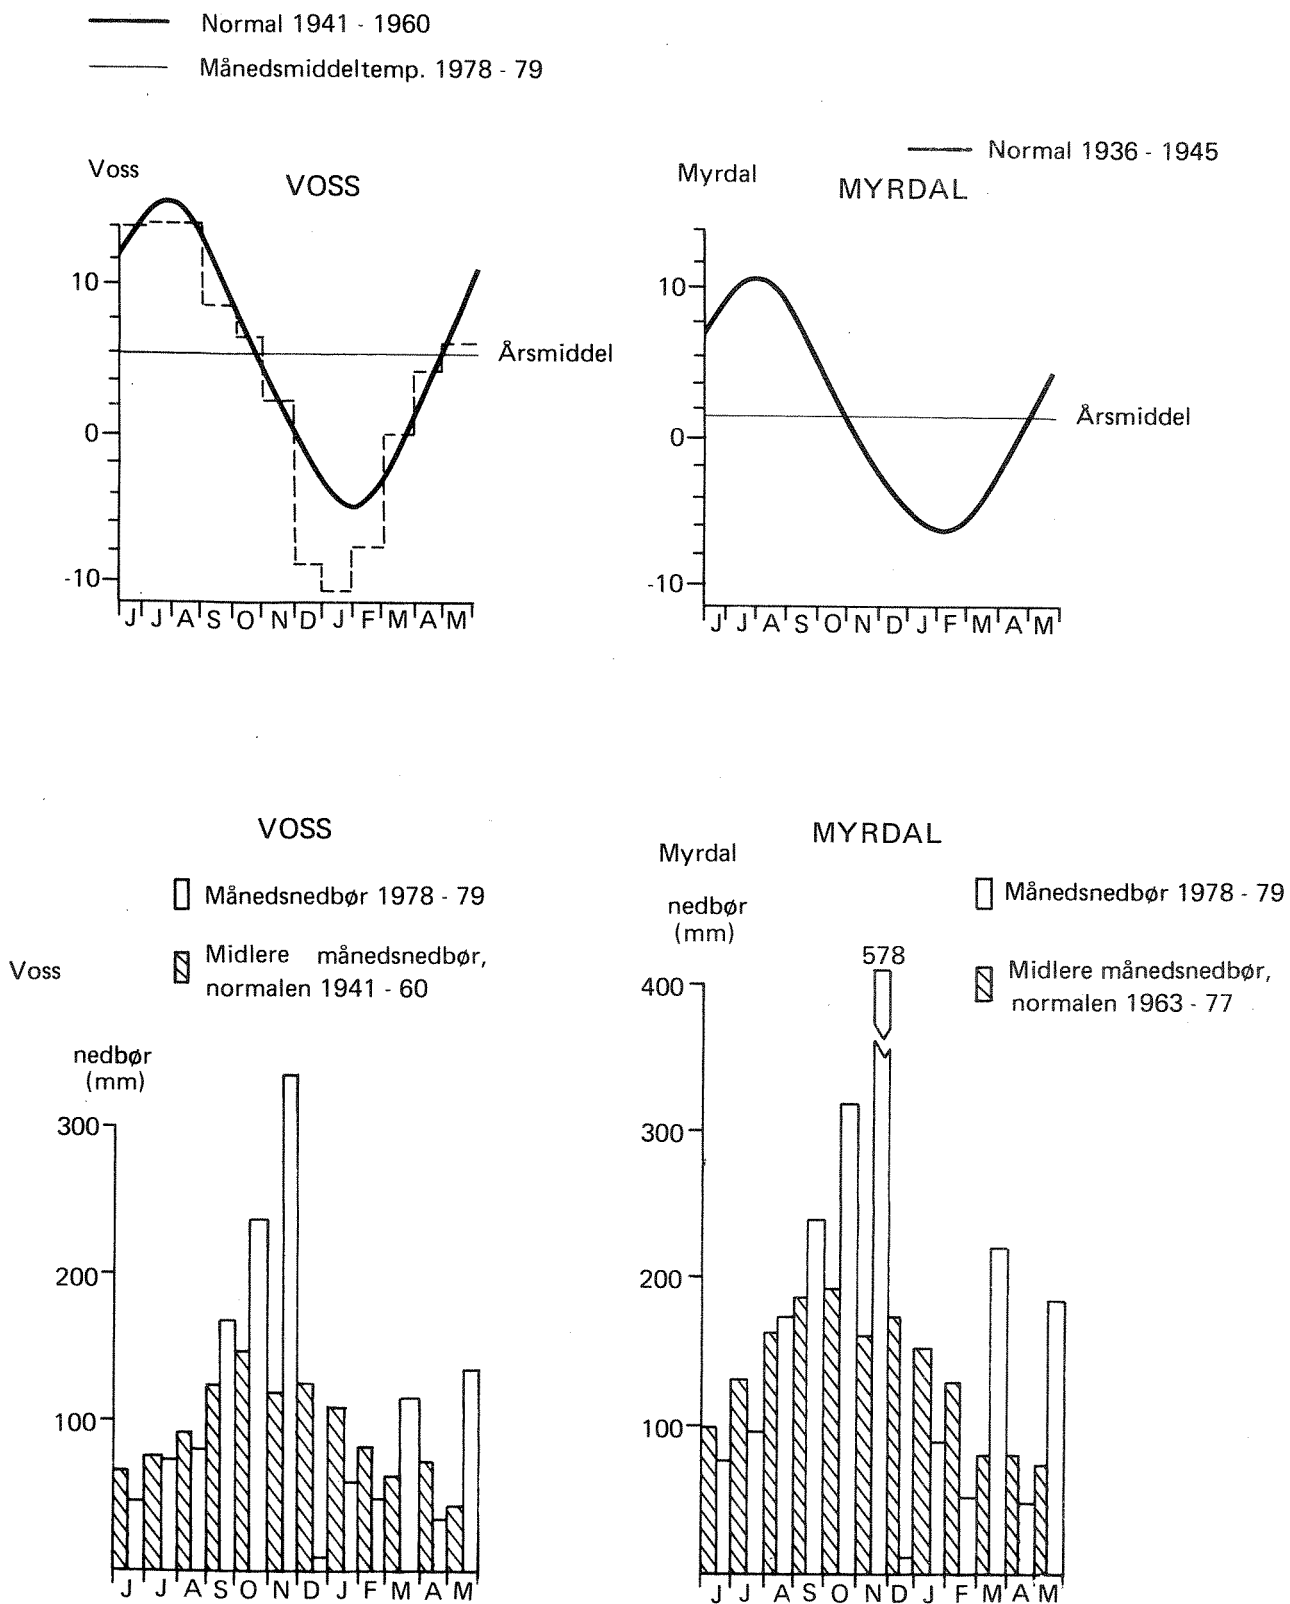 Normal 1941 - 1960
Månedsmiddeltemp. 1978 - 79
Voss
VOSS
10
0
-10
Årsmiddel
J J A S O N D J F M A M
Normal 1936 - 1945
Myrdal
MYRDAL
10
0
-10
Årsmiddel
J J A S O N D J F M A M
VOSS
Månedsnedbør 1978 - 79
Midlere månedsnedbør,
normalen 1941 - 60
Voss
nedbør
(mm)
300
200
100
J J A S O N D J F M A M
MYRDAL
Myrdal
Månedsnedbør 1978 - 79
nedbør
(mm)
578
Midlere månedsnedbør,
normalen 1963 - 77
400
300
200
100
J J A S O N D J F M A M